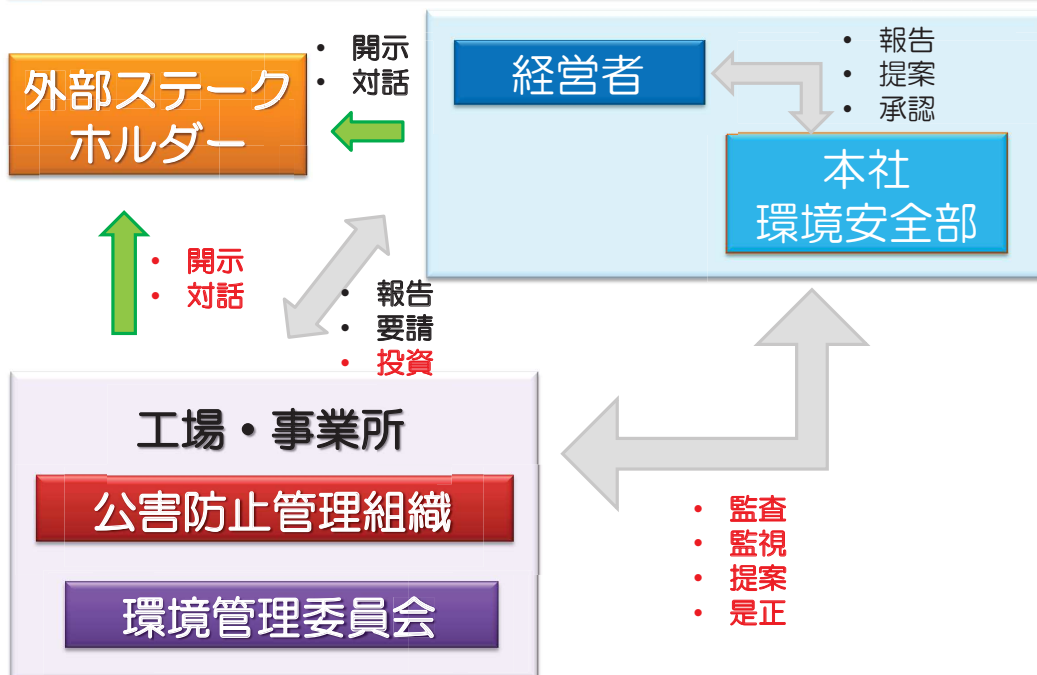 外部ステーク
ホルダー
• 開示
• 対話
経営者
• 報告
• 提案
• 承認
本社
環境安全部
• 開示
• 対話
• 報告
• 要請
• 投資
工場・事業所
公害防止管理組織
環境管理委員会
• 監査
• 監視
• 提案
• 是正